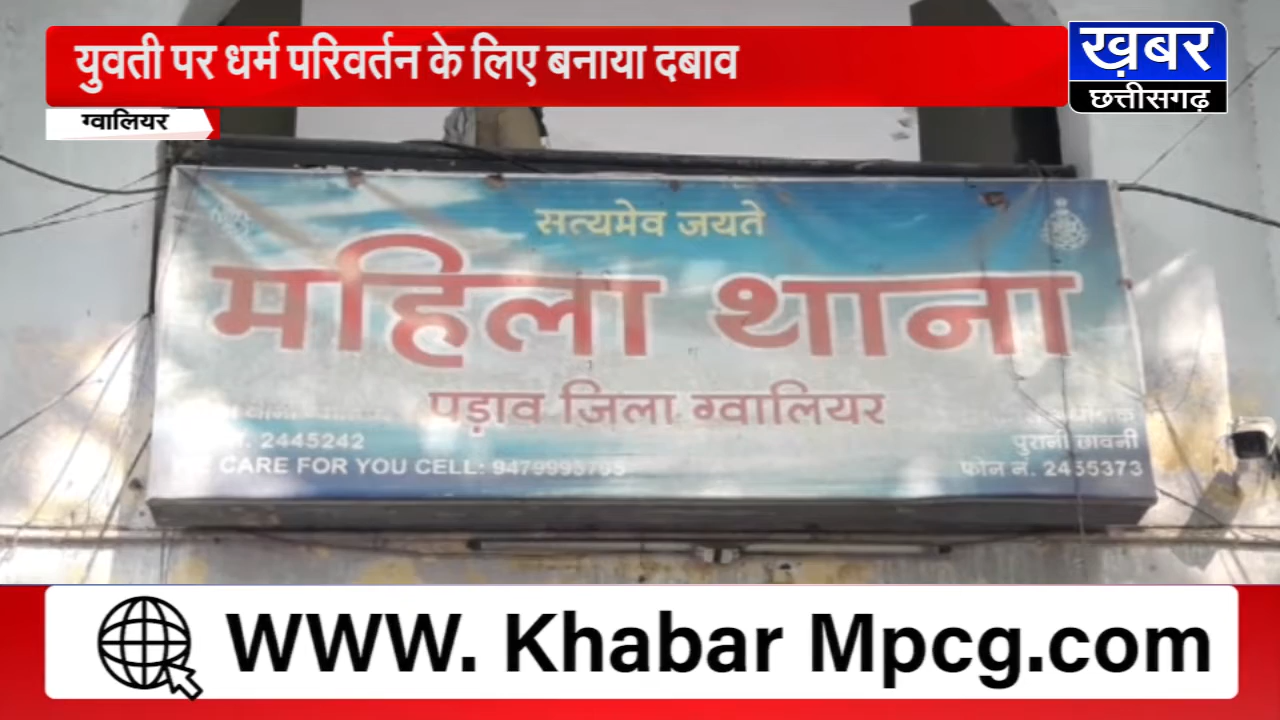 युवती पर धर्म परिवर्तन के लिए बनाया दबाव
ख़बर
छत्तीसगढ़
ग्वालियर
सत्यमेव जयते
महिला थाना
पड़ाव जिला ग्वालियर
2445242
CARE FOR YOU CELL:
पुरानी छावनी
फोन नं. 2455373
WWW. Khabar Mpcg.com